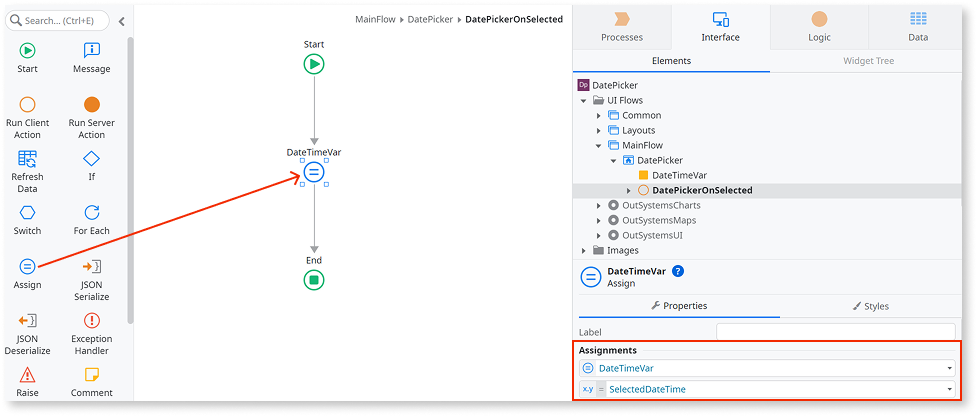 Search... (Ctrl+E)
Start
Message
Run Client
Action
Run Server
Action
Refresh
Data
If
Switch
For Each
Assign
JSON
Serialize
JSON
Deserialize
Exception
Handler
Raise
Comment
MainFlow
DatePicker
DatePickerOnSelected
Start
DateTimeVar
End
Processes
Interface
Logic
Data
Elements
Widget Tree
Dp DatePicker
UI Flows
Common
Layouts
MainFlow
DatePicker
DateTimeVar
DatePickerOnSelected
OutSystemsCharts
OutSystemsMaps
OutSystemsUI
Images
DateTimeVar ?
Assign
Properties
Styles
Label
Assignments
DateTimeVar
x.y = SelectedDateTime